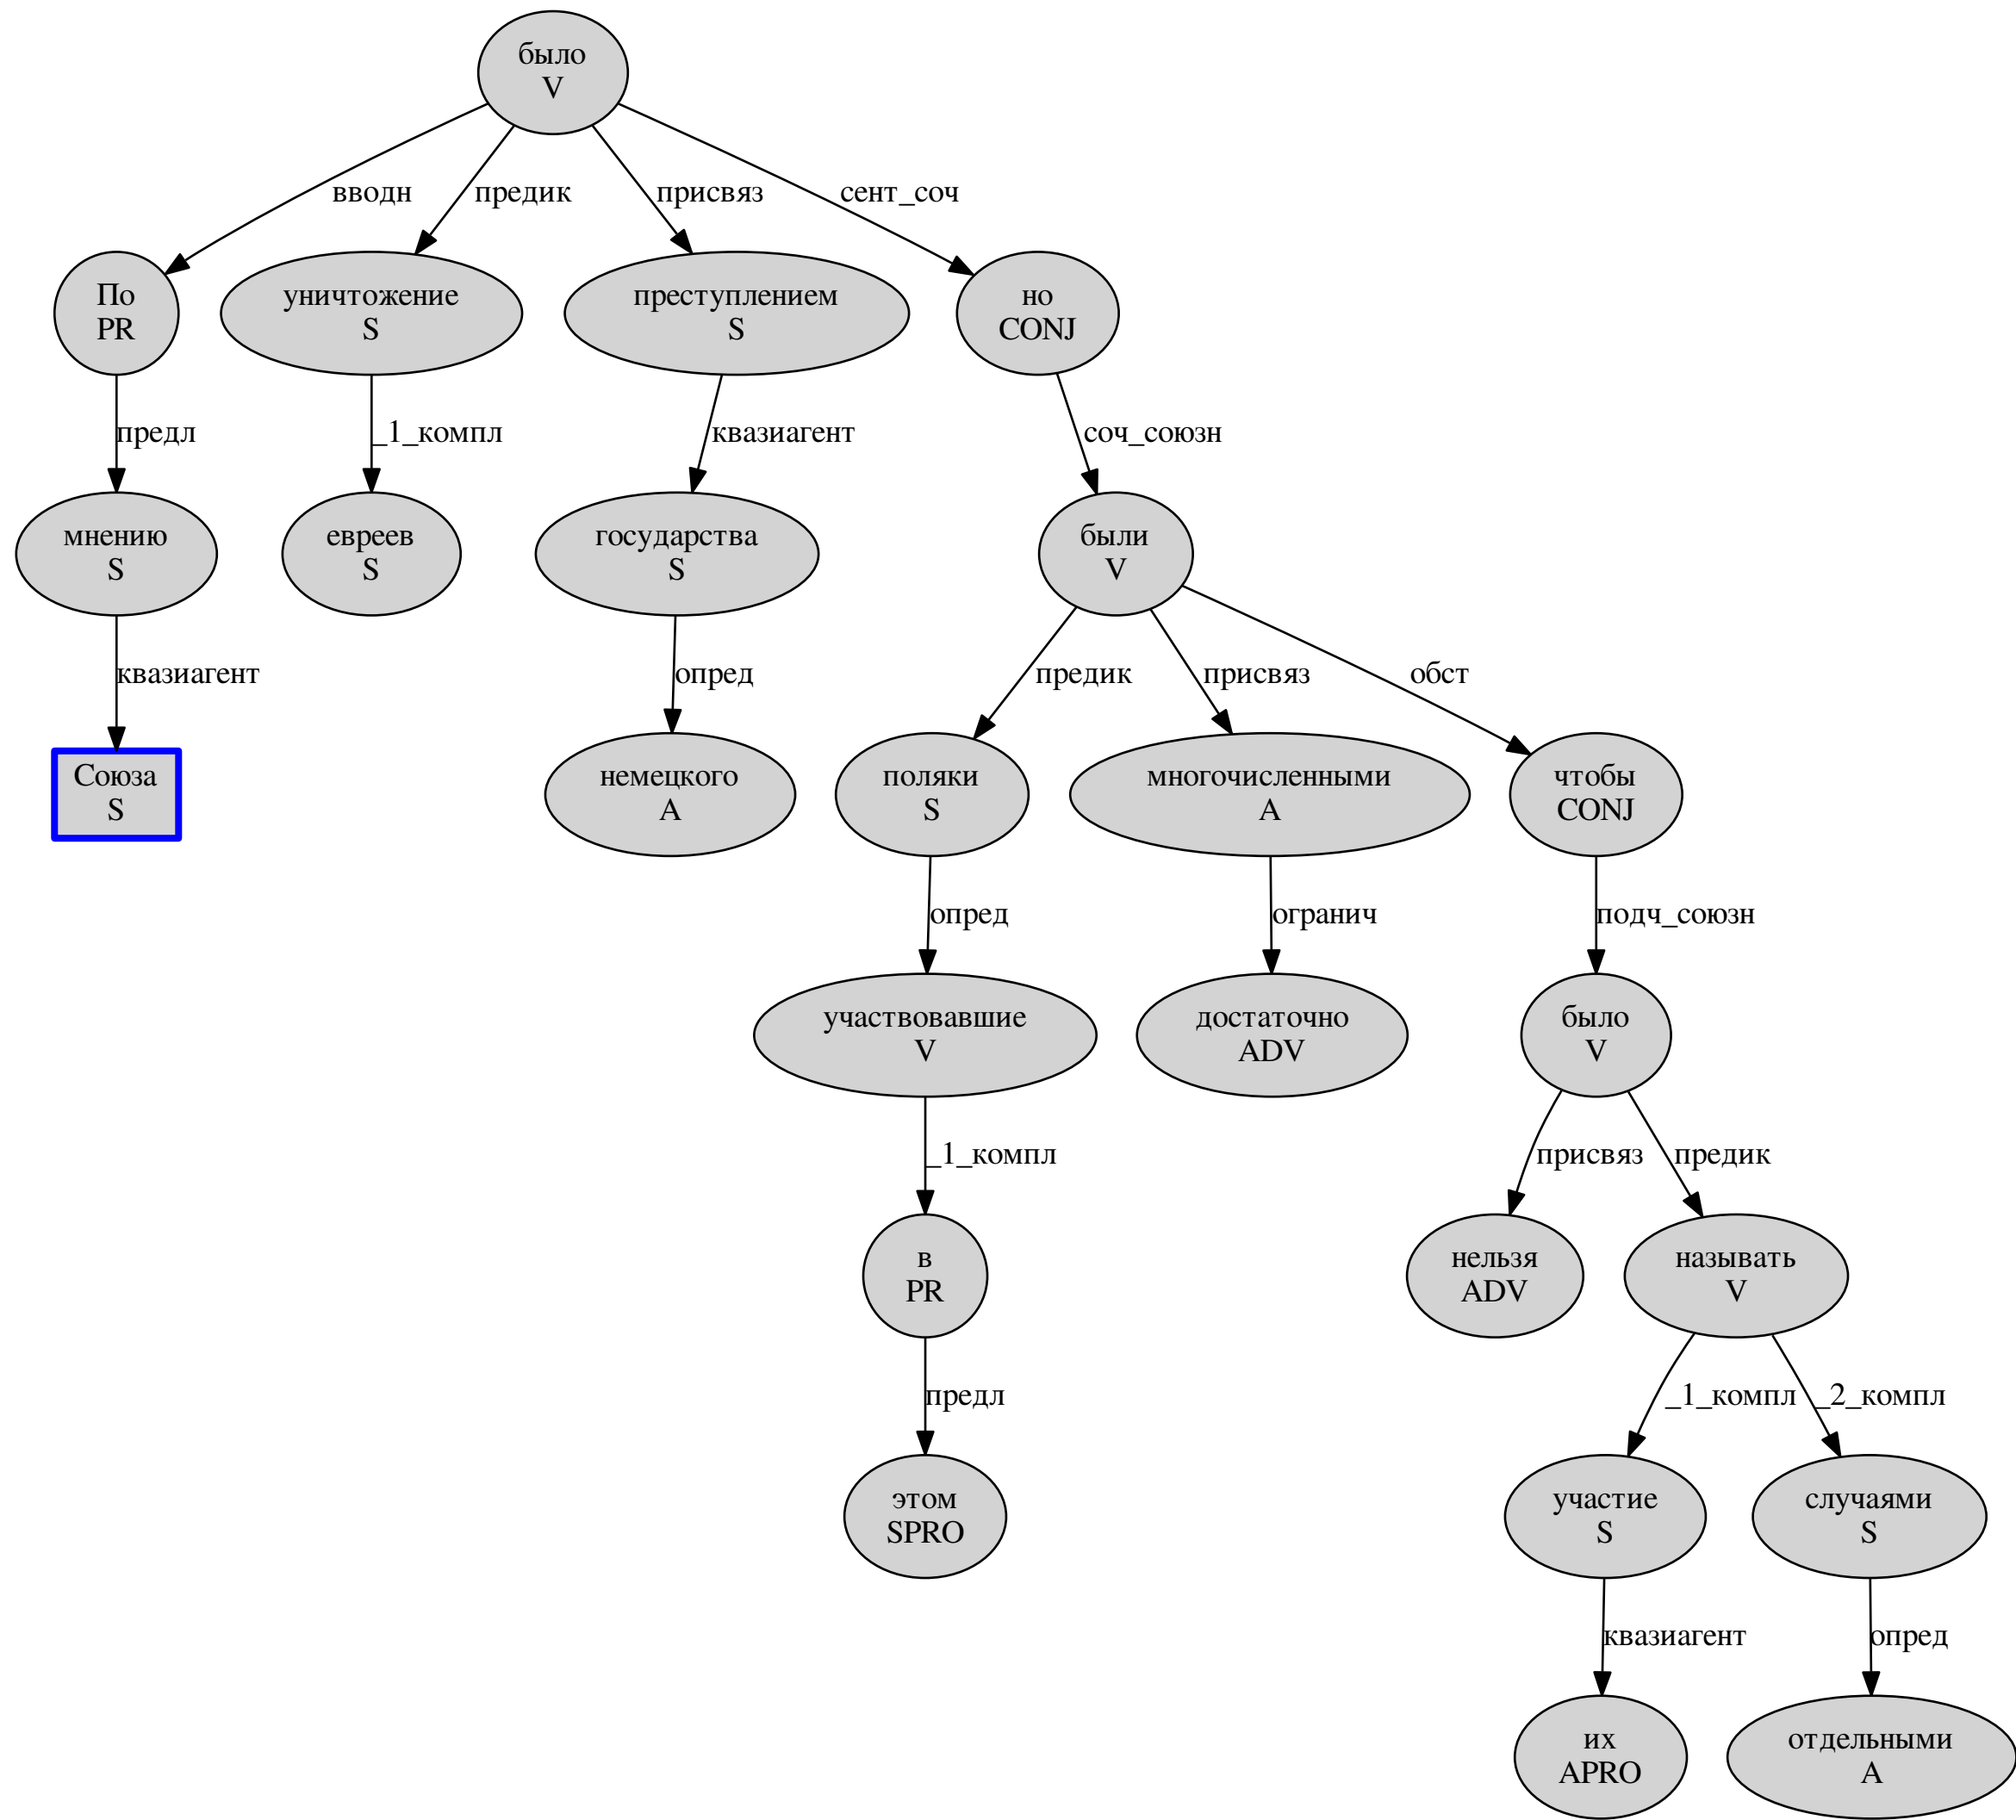 было
V
вводн
предик
присвяз
сент_соч
По
PR
уничтожение
S
преступлением
S
но
CONJ
предл
_1_компл
квазиагент
соч_союзн
мнению
S
евреев
S
государства
S
были
V
квазиагент
опред
предик
присвяз
обст
Союза
S
немецкого
A
поляки
S
многочисленными
A
чтобы
CONJ
опред
огранич
подч_союзн
участвовавшие
V
достаточно
ADV
было
V
_1_компл
присвяз
предик
в
PR
нельзя
ADV
называть
V
предл
_1_компл
_2_компл
этом
SPRO
участие
S
случаями
S
квазиагент
опред
их
APRO
отдельными
A